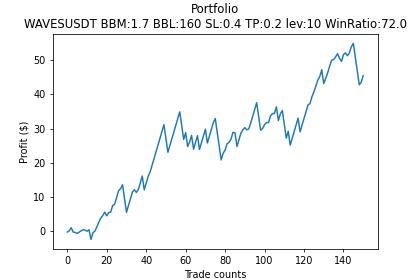 Portfolio
WAVESUSDT BBM:1.7 BBL:160 SL:0.4 TP:0.2 lev:10 WinRatio:72.0
Profit ($)
50
40
30
20
10
0
0 20 40 60 80 100 120 140
Trade counts